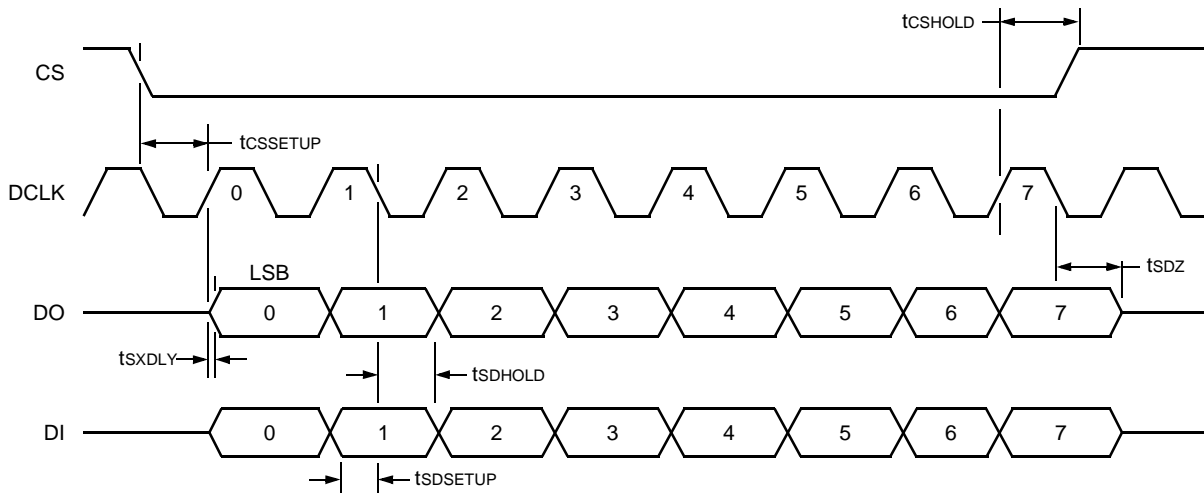 tCSHOLD
CS
tCSSETUP
DCLK 0 1 2 3 4 5 6 7
tSDZ
LSB
DO 0 1 2 3 4 5 6 7
tSXDLY
tSDHOLD
DI 0 1 2 3 4 5 6 7
tSDSETUP